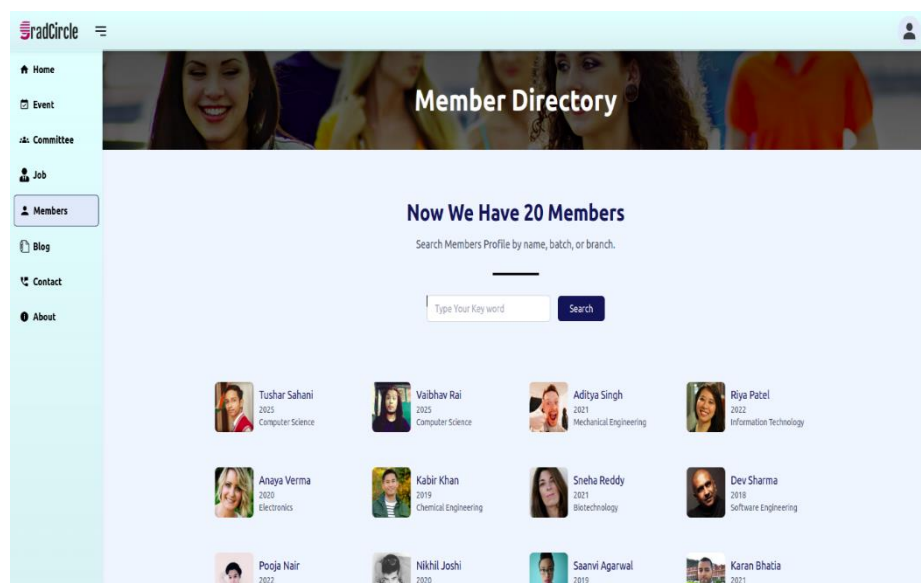 GradCircle
Home
Event
Committee
Job
Members
Blog
Contact
About
Member Directory
Now We Have 20 Members
Search Members Profile by name, batch, or branch.
Type Your Key word
Search
Tushar Sahani
2025
Computer Science
Vaibhav Rai
2025
Computer Science
Aditya Singh
2021
Mechanical Engineering
Riya Patel
2022
Information Technology
Anaya Verma
2020
Electronics
Kabir Khan
2019
Chemical Engineering
Sneha Reddy
2021
Biotechnology
Dev Sharma
2018
Software Engineering
Pooja Nair
2022
Nikhil Joshi
2020
Saanvi Agarwal
2019
Karan Bhatia
2021